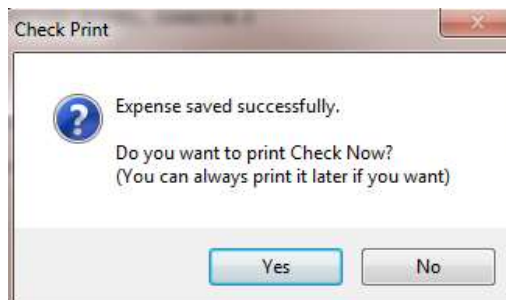 Check Print
Expense saved successfully.
Do you want to print Check Now?
(You can always print it later if you want)
Yes
No